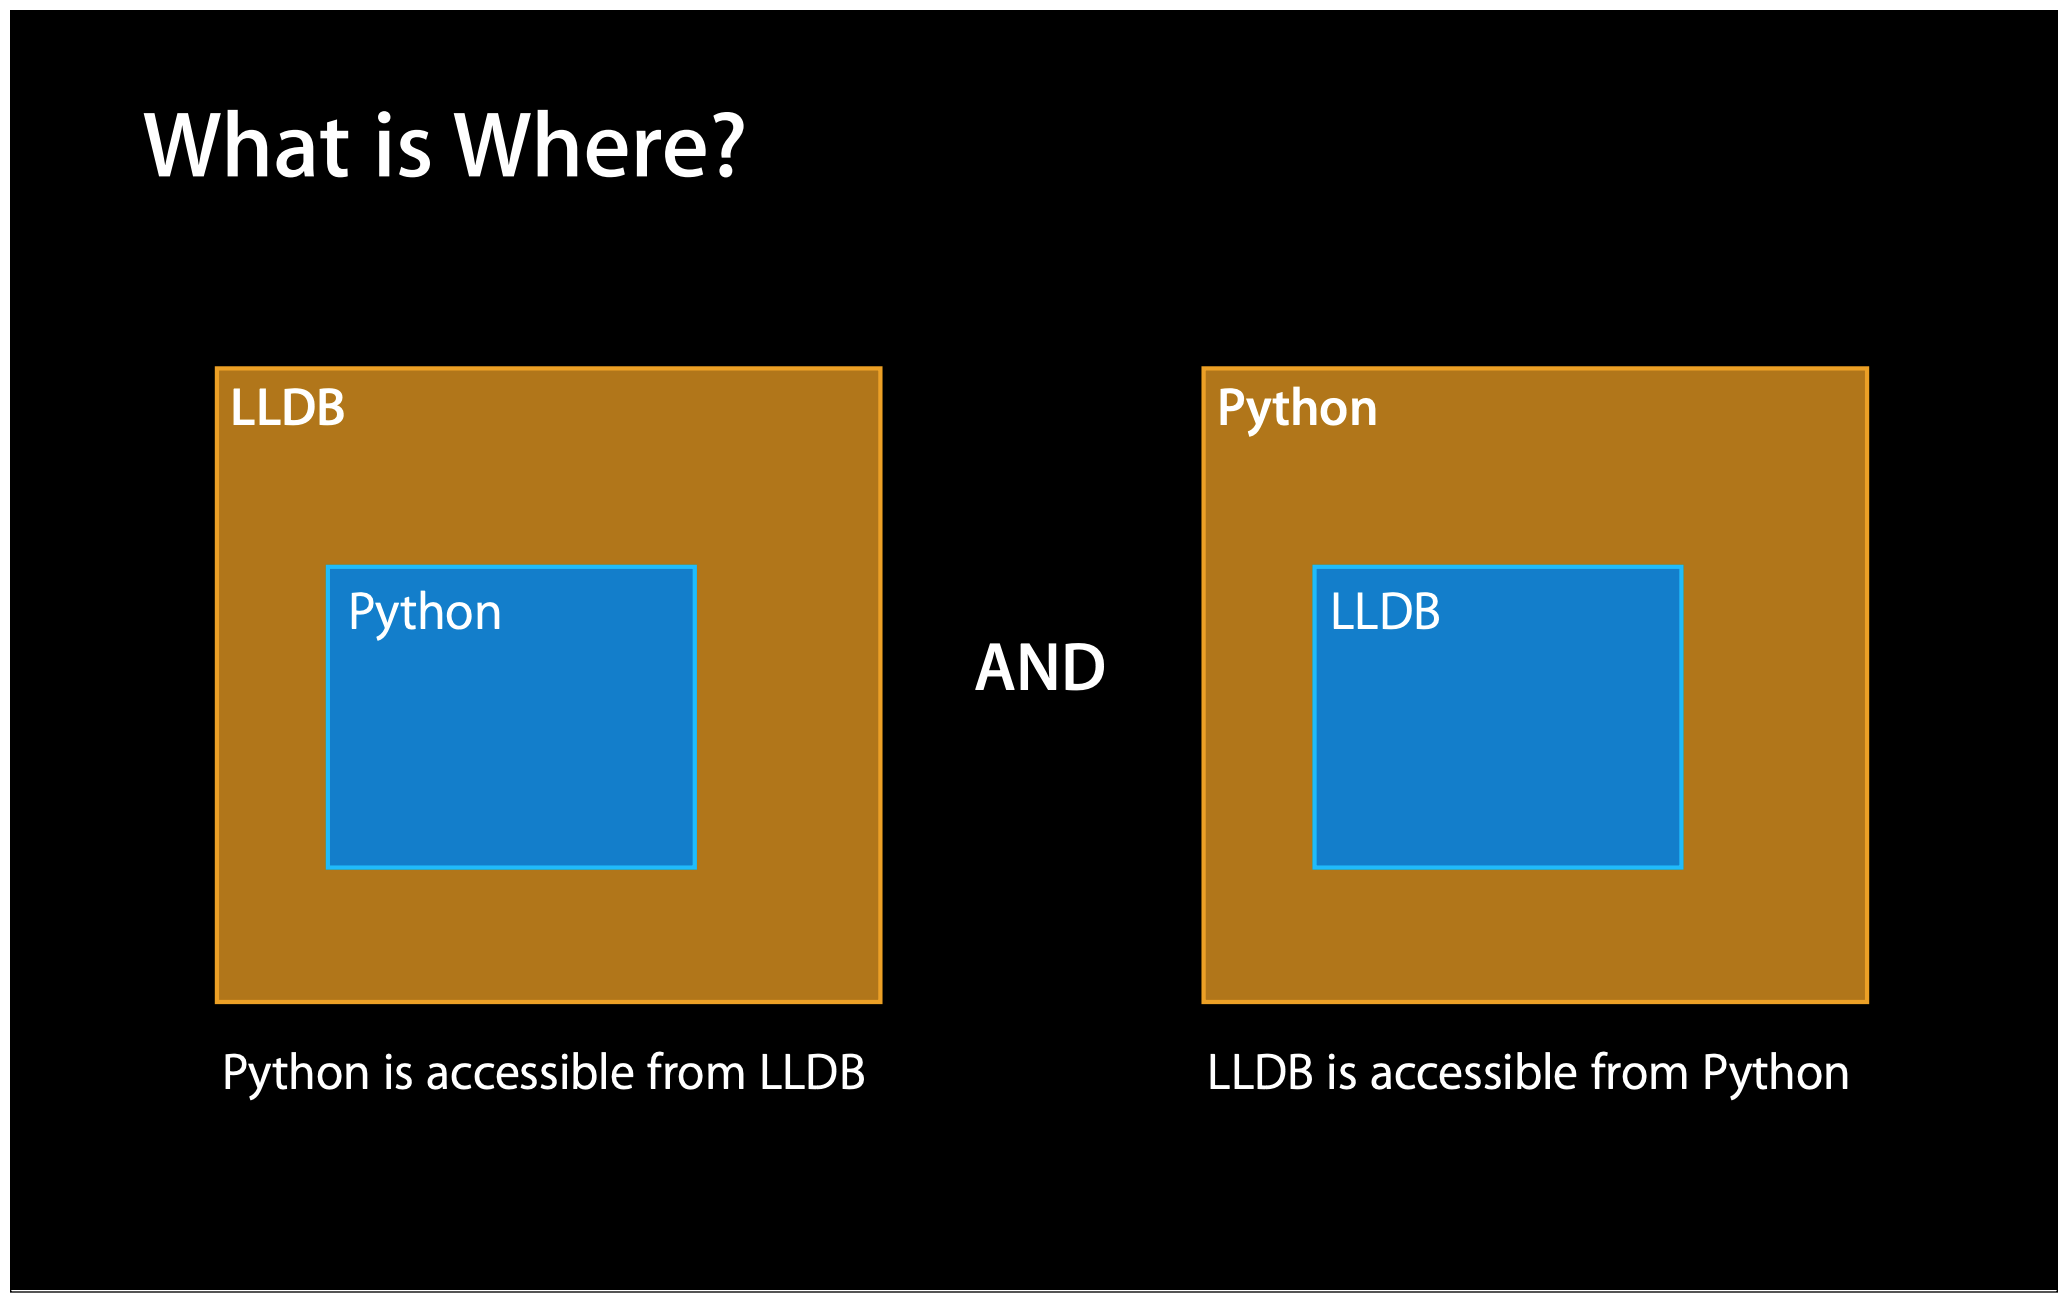 What is Where?
LLDB
Python
Python is accessible from LLDB
AND
Python
LLDB
LLDB is accessible from Python